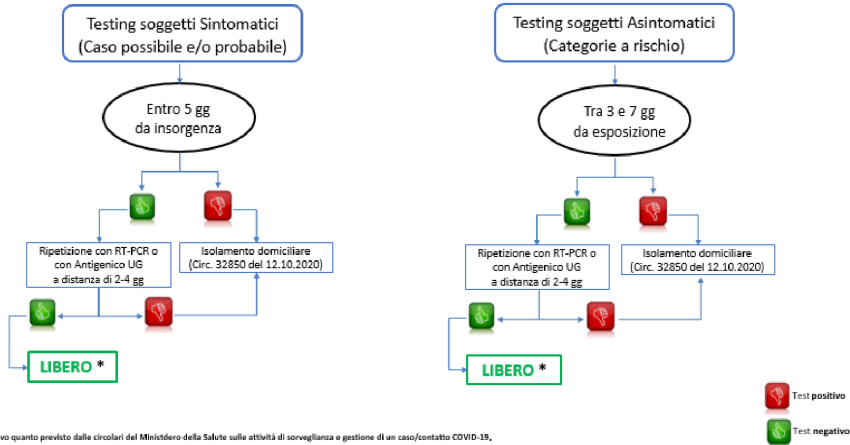 Testing soggetti Sintomatici
(Caso possibile e/o probabile)
Entro 5 gg
da insorgenza
Ripetizione con RT-PCR o
con Antigenico UG
a distanza di 2-4 gg
Isolamento domiciliare
(Circ. 32850 del 12.10.2020)
LIBERO *
Testing soggetti Asintomatici
(Categorie a rischio)
Tra 3 e 7 gg
da esposizione
Ripetizione con RT-PCR o
con Antigenico UG
a distanza di 2-4 gg
Isolamento domiciliare
(Circ. 32850 del 12.10.2020)
LIBERO *
Test positivo
Test negativo
vo quanto previsto dalle circolari del Ministdero della Salute sulle attività di sorveglianza e gestione di un caso/contatto COVID-19.